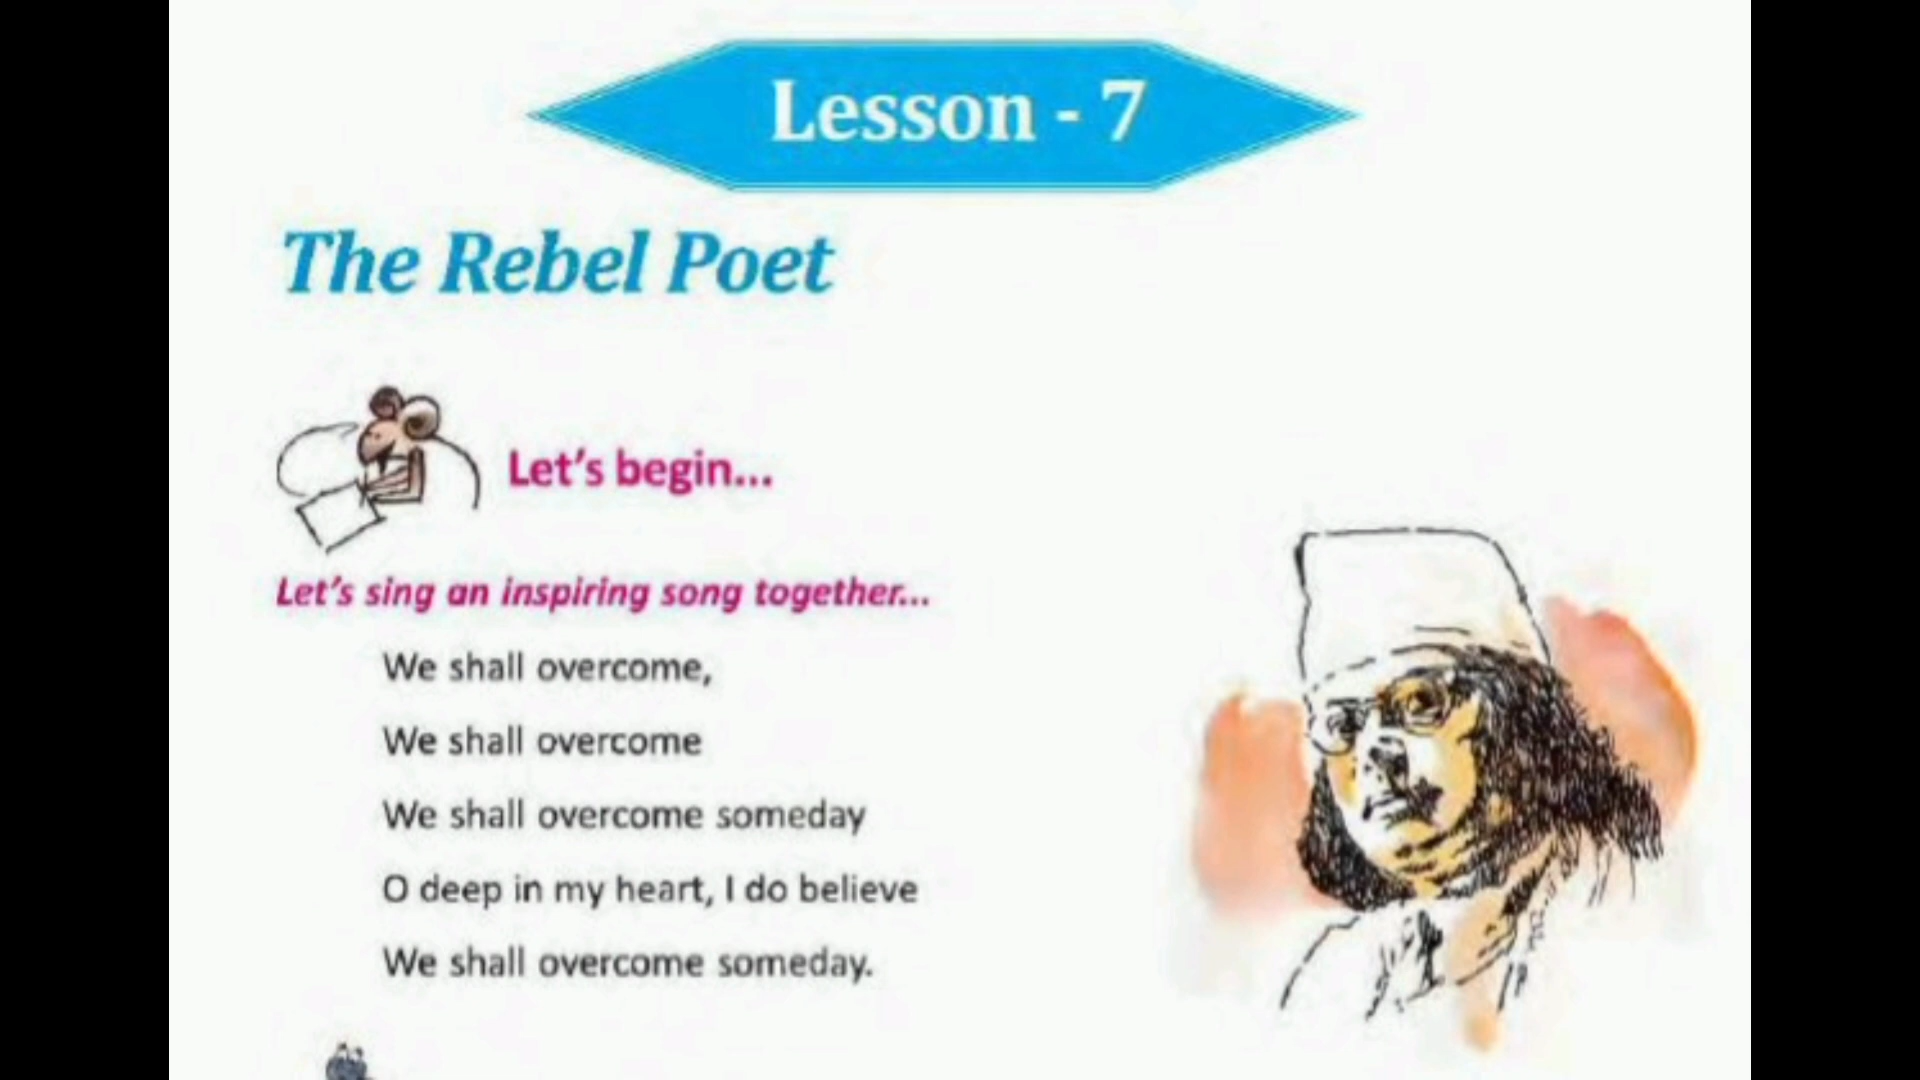 Lesson - 7
The Rebel Poet
Let's begin...
Let's sing an inspiring song together...
We shall overcome,
We shall overcome
We shall overcome someday
O deep in my heart, I do believe
We shall overcome someday.